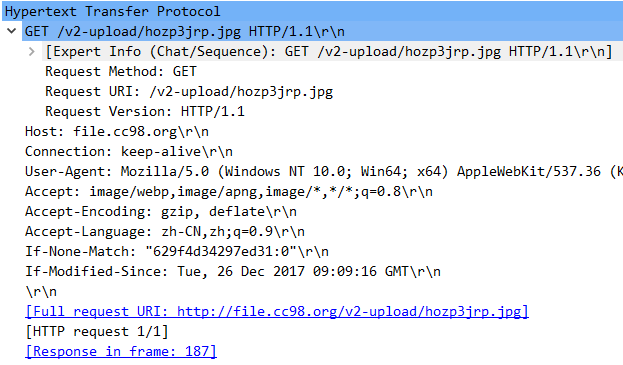 Hypertext Transfer Protocol
GET /v2-upload/hozp3jrp.jpg HTTP/1.1\r\n
[Expert Info (Chat/Sequence): GET /v2-upload/hozp3jrp.jpg HTTP/1.1\r\n]
Request Method: GET
Request URI: /v2-upload/hozp3jrp.jpg
Request Version: HTTP/1.1
Host: file.cc98.org\r\n
Connection: keep-alive\r\n
User-Agent: Mozilla/5.0 (Windows NT 10.0; Win64; x64) AppleWebKit/537.36 (K
Accept: image/webp,image/apng,image/*,*/*;q=0.8\r\n
Accept-Encoding: gzip, deflate\r\n
Accept-Language: zh-CN,zh;q=0.9\r\n
If-None-Match: "629f4d34297ed31:0"\r\n
If-Modified-Since: Tue, 26 Dec 2017 09:09:16 GMT\r\n
\r\n
[Full request URI: http://file.cc98.org/v2-upload/hozp3jrp.jpg]
[HTTP request 1/1]
[Response in frame: 187]